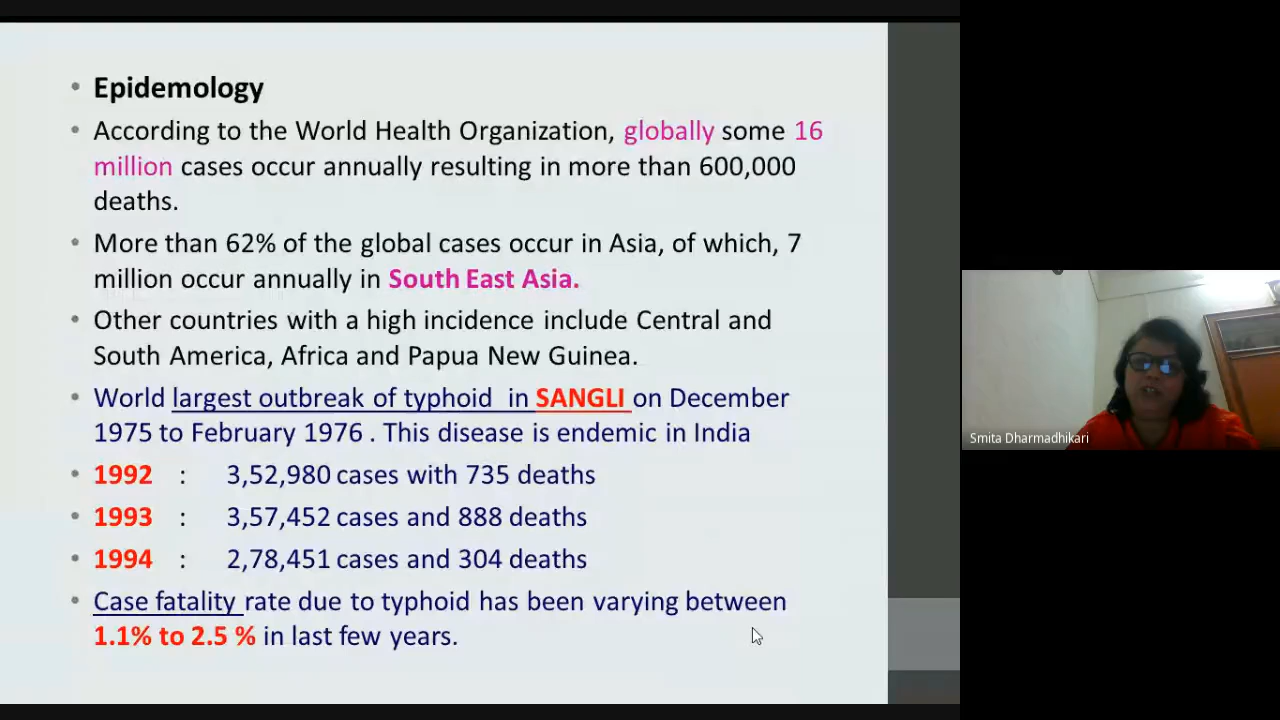 Epidemology
According to the World Health Organization, globally some 16
million cases occur annually resulting in more than 600,000
deaths.
More than 62% of the global cases occur in Asia, of which, 7
million occur annually in South East Asia.
Other countries with a high incidence include Central and
South America, Africa and Papua New Guinea.
World largest outbreak of typhoid in SANGLI on December
1975 to February 1976 . This disease is endemic in India
1992 : 3,52,980 cases with 735 deaths
1993 : 3,57,452 cases and 888 deaths
1994 : 2,78,451 cases and 304 deaths
Case fatality rate due to typhoid has been varying between
1.1% to 2.5 % in last few years.
Smita Dharmadhikari